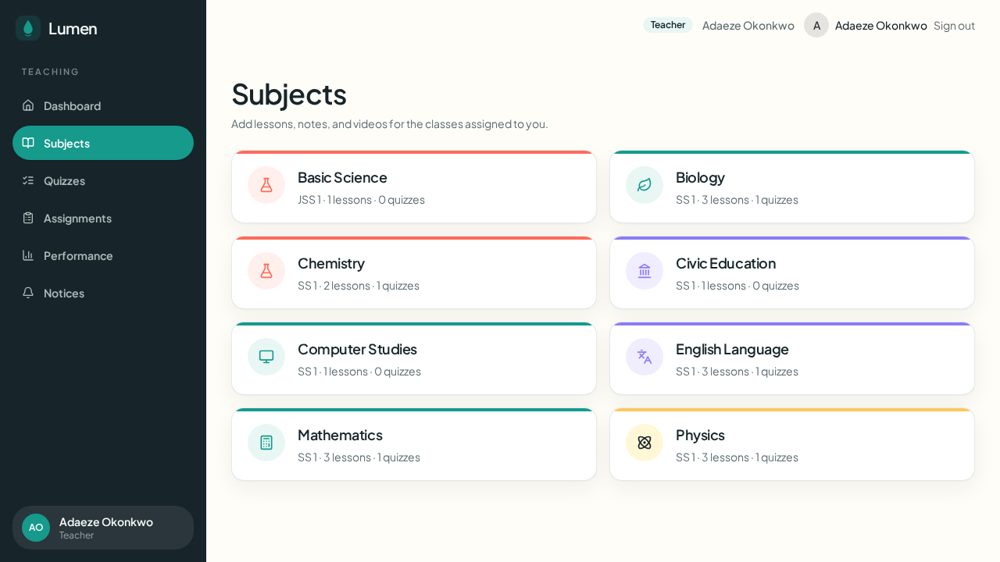 Lumen
TEACHING
Dashboard
Subjects
Quizzes
Assignments
Performance
Notices
AO
Adaeze Okonkwo
Teacher
Teacher
Adaeze Okonkwo
A
Adaeze Okonkwo
Sign out
Subjects
Add lessons, notes, and videos for the classes assigned to you.
Basic Science
JSS 1 · 1 lessons · 0 quizzes
Biology
SS 1 · 3 lessons · 1 quizzes
Chemistry
SS 1 · 2 lessons · 1 quizzes
Civic Education
SS 1 · 1 lessons · 0 quizzes
Computer Studies
SS 1 · 1 lessons · 0 quizzes
English Language
SS 1 · 3 lessons · 1 quizzes
Mathematics
SS 1 · 3 lessons · 1 quizzes
Physics
SS 1 · 3 lessons · 1 quizzes